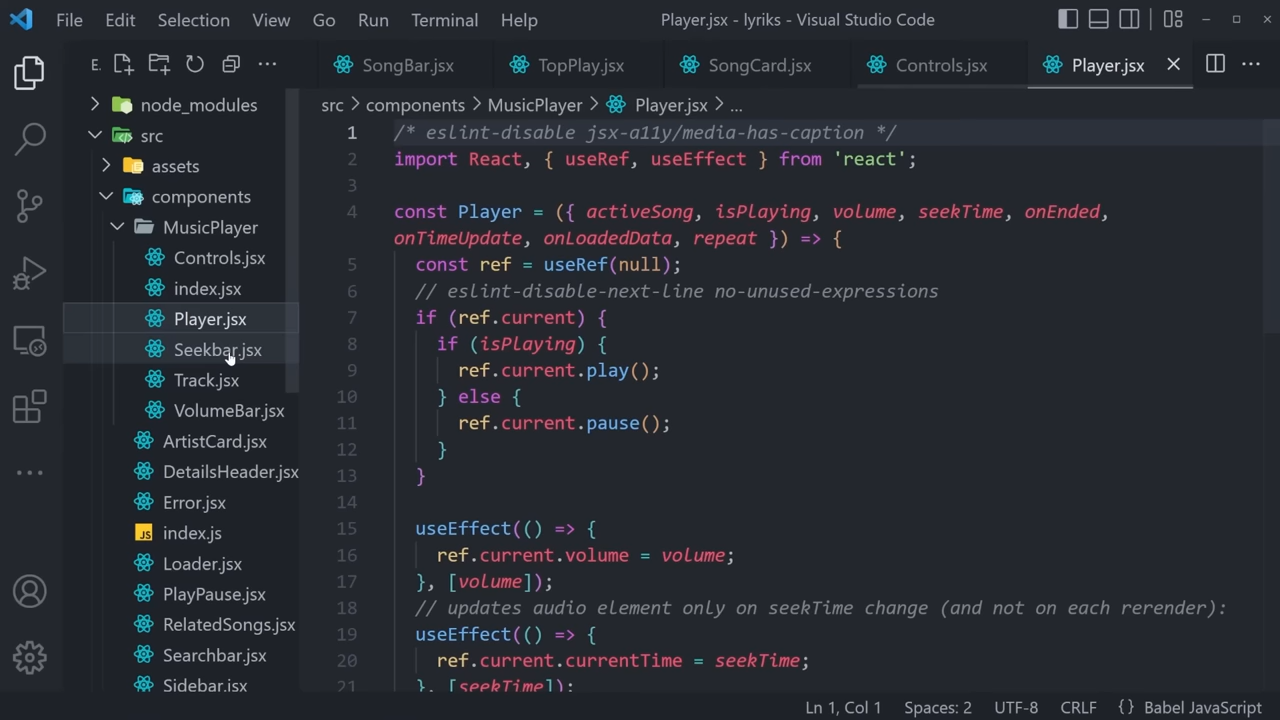 File Edit Selection View Go Run Terminal Help Player.jsx - lyriks - Visual Studio Code
E.
SongBar.jsx TopPlay.jsx SongCard.jsx Controls.jsx Player.jsx
node_modules
src
assets
components
MusicPlayer
Controls.jsx
index.jsx
Player.jsx
Seekbar.jsx
Track.jsx
VolumeBar.jsx
ArtistCard.jsx
DetailsHeader.jsx
Error.jsx
JS index.js
Loader.jsx
PlayPause.jsx
RelatedSongs.jsx
Searchbar.jsx
Sidebar.jsx
src > components > MusicPlayer > Player.jsx > ...
1 /* eslint-disable jsx-a11y/media-has-caption */
2 import React, { useRef, useEffect } from 'react';
3
4 const Player = ({ activeSong, isPlaying, volume, seekTime, onEnded,
onTimeUpdate, onLoadedData, repeat }) => {
5 const ref = useRef(null);
6 // eslint-disable-next-line no-unused-expressions
7 if (ref.current) {
8 if (isPlaying) {
9 ref.current.play();
10 } else {
11 ref.current.pause();
12 }
13 }
14
15 useEffect(() => {
16 ref.current.volume = volume;
17 }, [volume]);
18 // updates audio element only on seekTime change (and not on each rerender):
19 useEffect(() => {
20 ref.current.currentTime = seekTime;
21 }, [seekTime]);
Ln 1, Col 1 Spaces: 2 UTF-8 CRLF {} Babel JavaScript